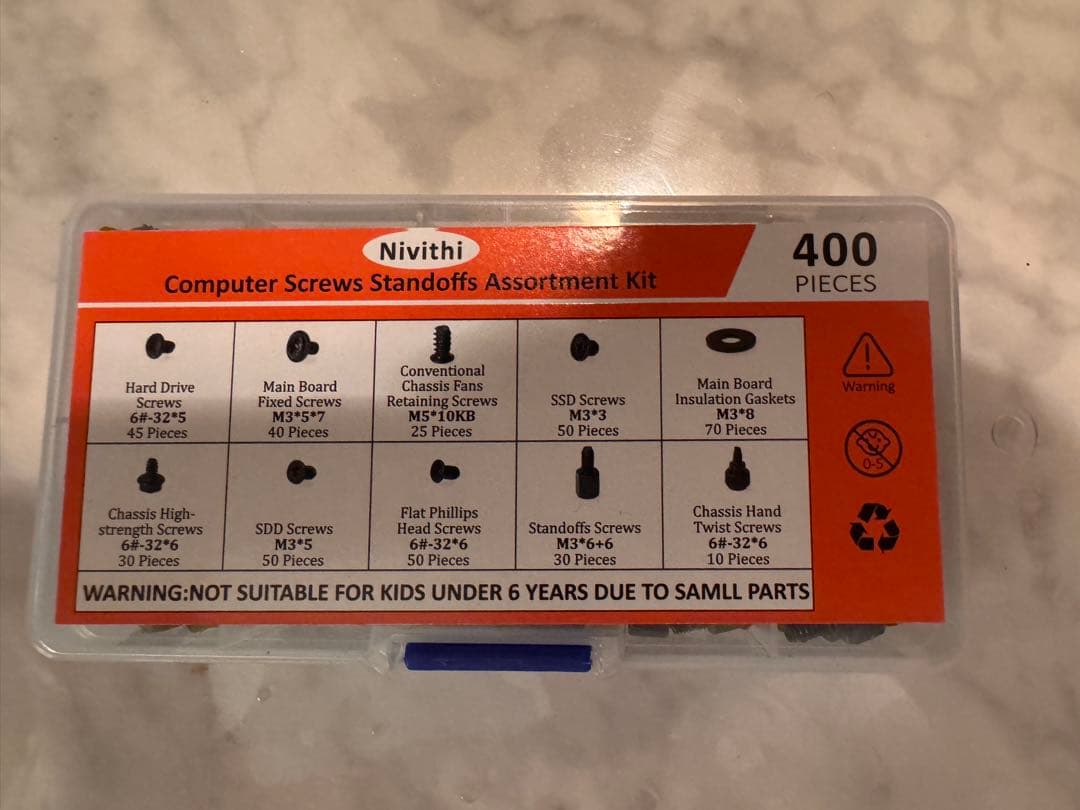 Nivithi
Computer Screws Standoffs Assortment Kit
400
PIECES
Hard Drive
Screws
6#-32*5
45 Pieces
Main Board
Fixed Screws
M3*5*7
40 Pieces
Conventional
Chassis Fans
Retaining Screws
M5*10KB
25 Pieces
SSD Screws
M3*3
50 Pieces
Main Board
Insulation Gaskets
M3*8
70 Pieces
Warning
Chassis High-
strength Screws
6#-32*6
30 Pieces
SDD Screws
M3*5
50 Pieces
Flat Phillips
Head Screws
6#-32*6
50 Pieces
Standoffs Screws
M3*6+6
30 Pieces
Chassis Hand
Twist Screws
6#-32*6
10 Pieces
0-5
WARNING:NOT SUITABLE FOR KIDS UNDER 6 YEARS DUE TO SAMLL PARTS